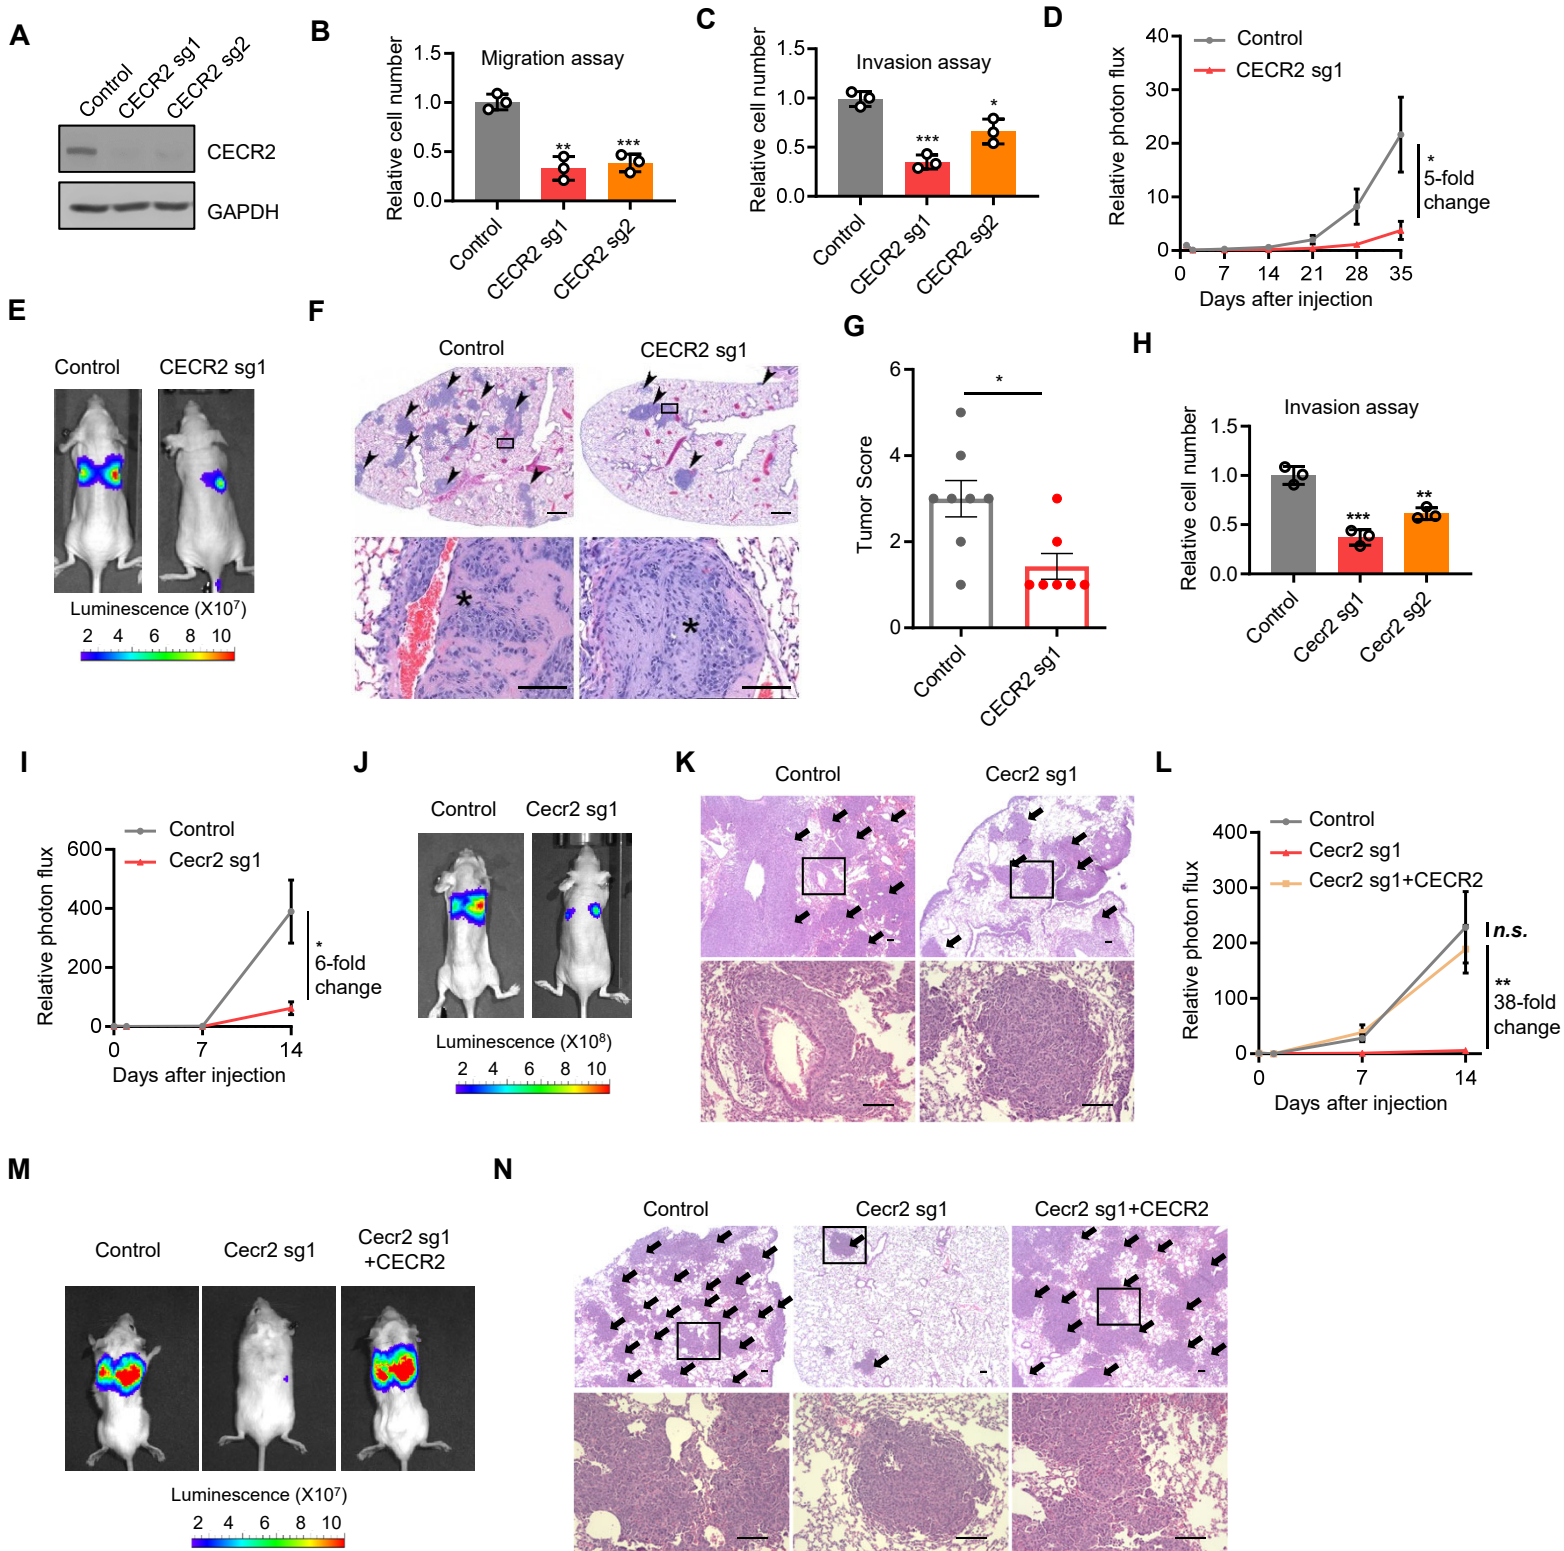 A
Control
CECR2 sg1
CECR2 sg2
CECR2
GAPDH
B
Migration assay
Relative cell number
1.5
1.0
0.5
0.0
**
***
Control
CECR2 sg1
CECR2 sg2
C
Invasion assay
Relative cell number
1.5
1.0
0.5
0.0
***
*
Control
CECR2 sg1
CECR2 sg2
D
Control
CECR2 sg1
Relative photon flux
40
30
20
10
0
0 7 14 21 28 35
Days after injection
*
5-fold
change
E
Control CECR2 sg1
Luminescence (X10⁷)
2 4 6 8 10
F
Control CECR2 sg1
*
*
G
Tumor Score
6
4
2
0
*
Control
CECR2 sg1
H
Invasion assay
Relative cell number
1.5
1.0
0.5
0.0
***
**
Control
Cecr2 sg1
Cecr2 sg2
I
Control
Cecr2 sg1
Relative photon flux
600
400
200
0
0 7 14
Days after injection
*
6-fold
change
J
Control Cecr2 sg1
Luminescence (X10⁸)
2 4 6 8 10
K
Control Cecr2 sg1
L
Control
Cecr2 sg1
Cecr2 sg1+CECR2
Relative photon flux
400
300
200
100
0
0 7 14
Days after injection
n.s.
**
38-fold
change
M
Control Cecr2 sg1 Cecr2 sg1
+CECR2
Luminescence (X10⁷)
2 4 6 8 10
N
Control Cecr2 sg1 Cecr2 sg1+CECR2